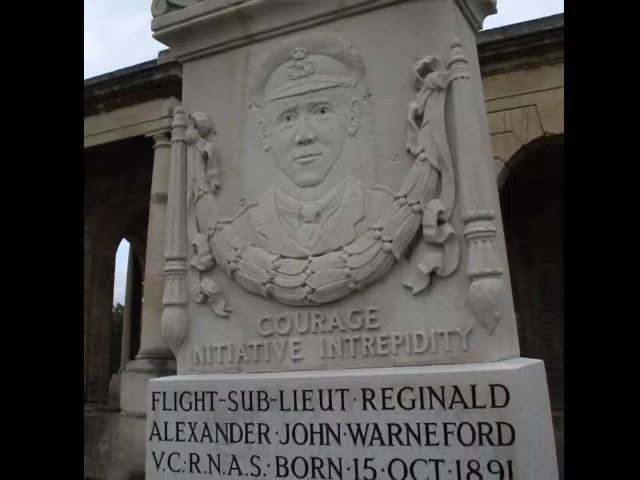 COURAGE
INITIATIVE INTREPIDITY
FLIGHT-SUB-LIEUT·REGINALD
ALEXANDER·JOHN·WARNEFORD
V.C.·R.N.A.S.·BORN·15·OCT·1891